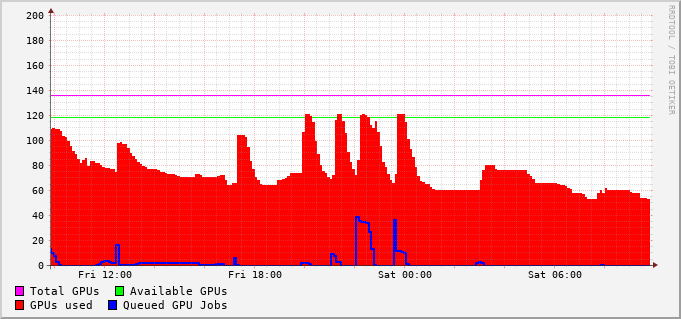 200
180
160
140
120
100
80
60
40
20
0
Fri 12:00 Fri 18:00 Sat 00:00 Sat 06:00
Total GPUs Available GPUs
GPUs used Queued GPU Jobs
RRDTOOL / TOBI OETIKER